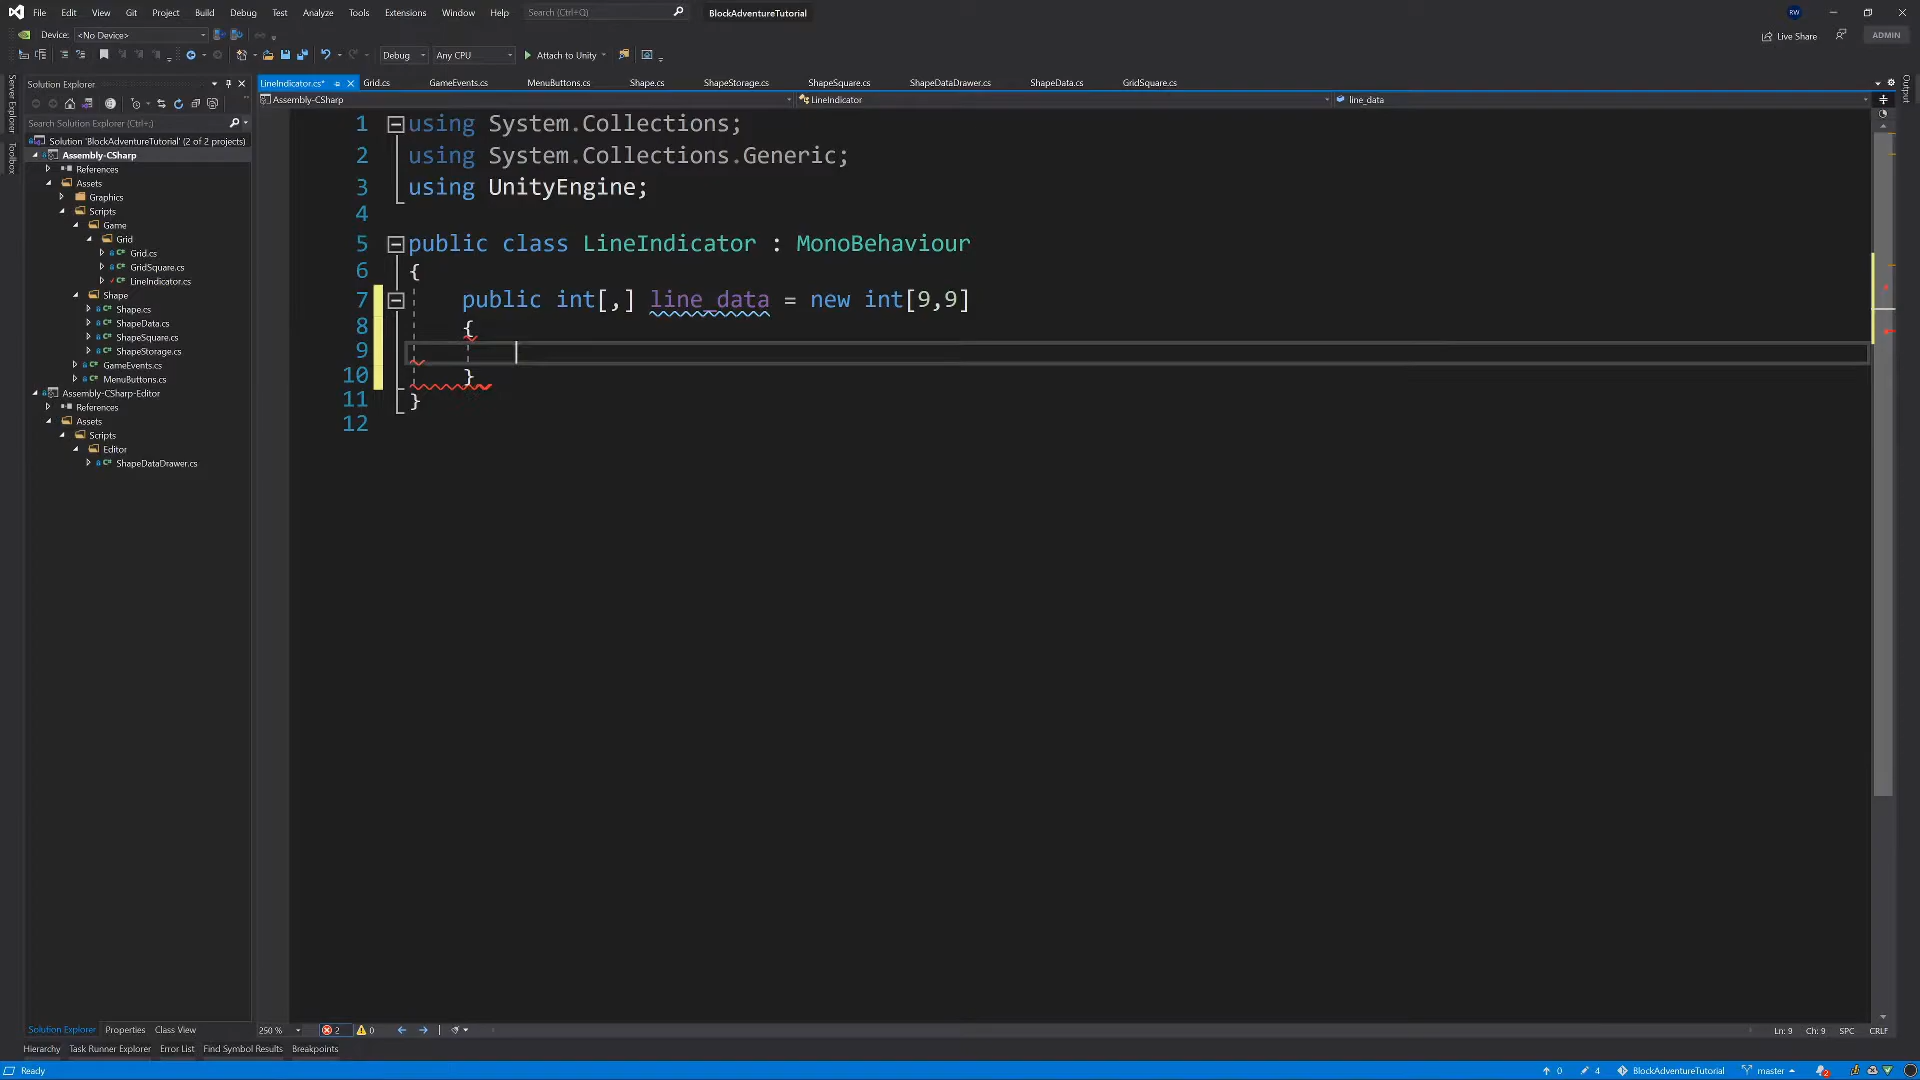 File Edit View Git Project Build Debug Test Analyze Tools Extensions Window Help Search (Ctrl+Q) BlockAdventureTutorial RW
Device: <No Device> Live Share ADMIN
Debug Any CPU Attach to Unity
Server Explorer
Toolbox
Solution Explorer
Search Solution Explorer (Ctrl+;)
Solution 'BlockAdventureTutorial' (2 of 2 projects)
Assembly-CSharp
References
Assets
Graphics
Scripts
Game
Grid
Grid.cs
GridSquare.cs
LineIndicator.cs
Shape
Shape.cs
ShapeData.cs
ShapeSquare.cs
ShapeStorage.cs
GameEvents.cs
MenuButtons.cs
Assembly-CSharp-Editor
References
Assets
Scripts
Editor
ShapeDataDrawer.cs
LineIndicator.cs* Grid.cs GameEvents.cs MenuButtons.cs Shape.cs ShapeStorage.cs ShapeSquare.cs ShapeDataDrawer.cs ShapeData.cs GridSquare.cs
Assembly-CSharp LineIndicator line_data
Output
1 using System.Collections;
2 using System.Collections.Generic;
3 using UnityEngine;
4
5 public class LineIndicator : MonoBehaviour
6 {
7 public int[,] line_data = new int[9,9]
8 {
9
10 }
11 }
12
250 % 2 0 Ln: 9 Ch: 9 SPC CRLF
Solution Explorer Properties Class View
Hierarchy Task Runner Explorer Error List Find Symbol Results Breakpoints
Ready 0 4 BlockAdventureTutorial master 2